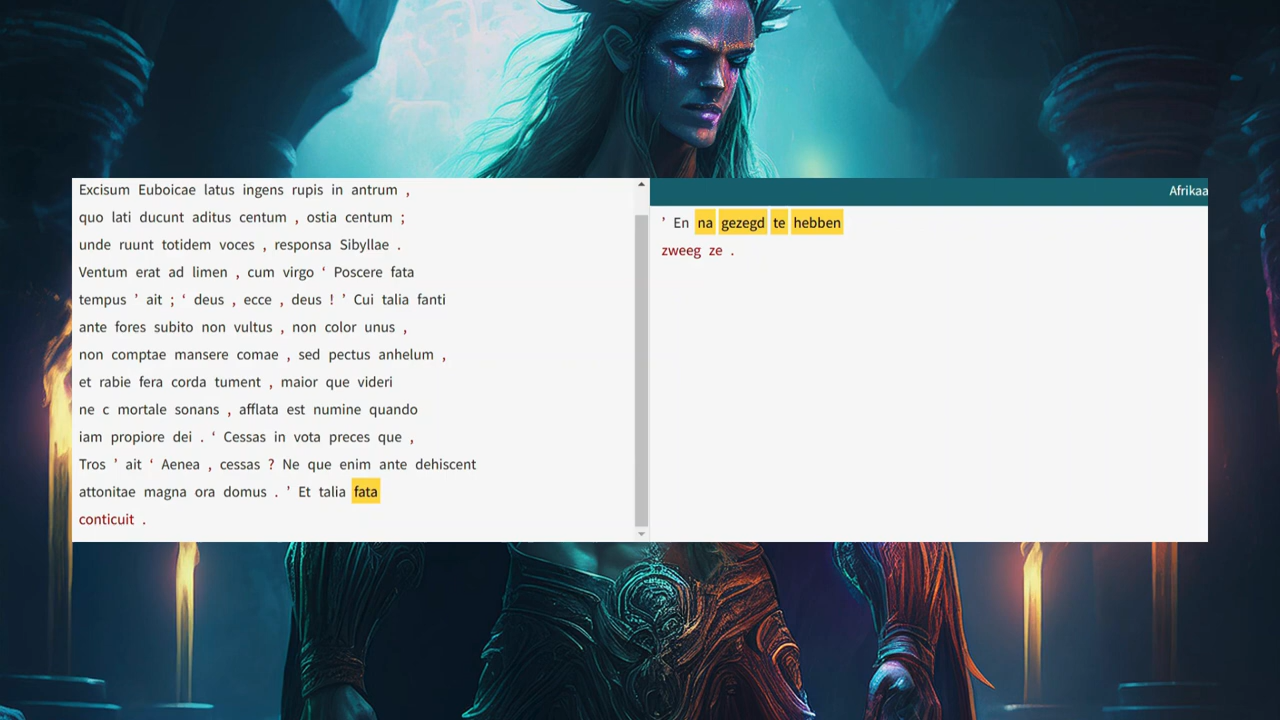 Excisum Euboicae latus ingens rupis in antrum ,
quo lati ducunt aditus centum , ostia centum ;
unde ruunt totidem voces , responsa Sibyllae .
Ventum erat ad limen , cum virgo ‘ Poscere fata
tempus ’ ait ; ‘ deus , ecce , deus ! ’ Cui talia fanti
ante fores subito non vultus , non color unus ,
non comptae mansere comae , sed pectus anhelum ,
et rabie fera corda tument , maior que videri
ne c mortale sonans , afflata est numine quando
iam propiore dei . ‘ Cessas in vota preces que ,
Tros ’ ait ‘ Aenea , cessas ? Ne que enim ante dehiscent
attonitae magna ora domus . ’ Et talia fata
conticuit .
Afrikaa
’ En na gezegd te hebben
zweeg ze .